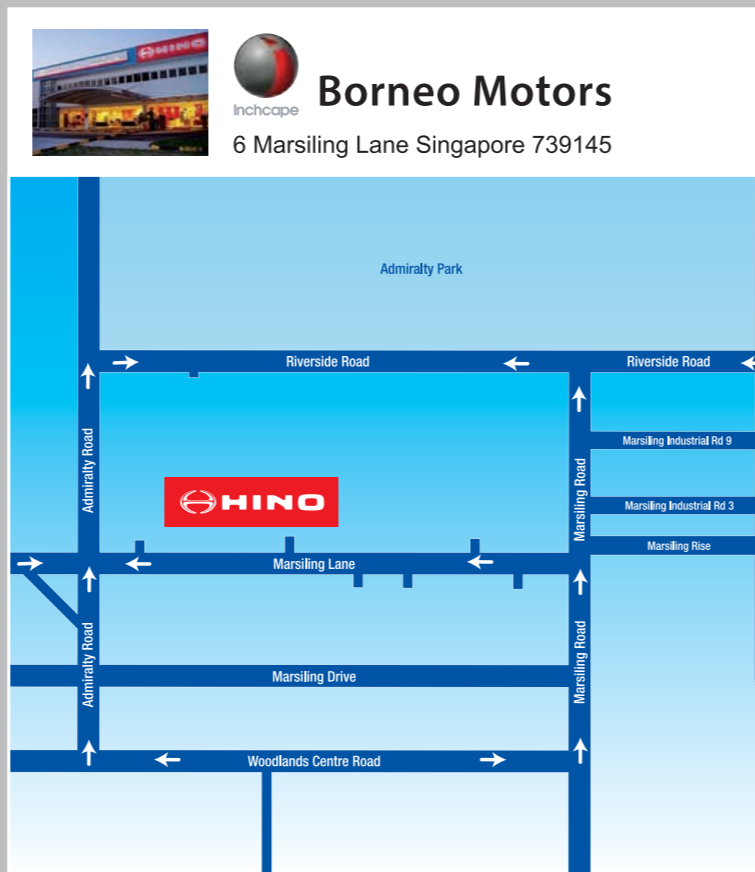 HINO
Inchcape
Borneo Motors
6 Marsiling Lane Singapore 739145
Admiralty Park
Riverside Road
Riverside Road
Admiralty Road
Marsiling Road
Marsiling Industrial Rd 9
Marsiling Industrial Rd 3
Marsiling Rise
HINO
Marsiling Lane
Admiralty Road
Marsiling Road
Marsiling Drive
Woodlands Centre Road